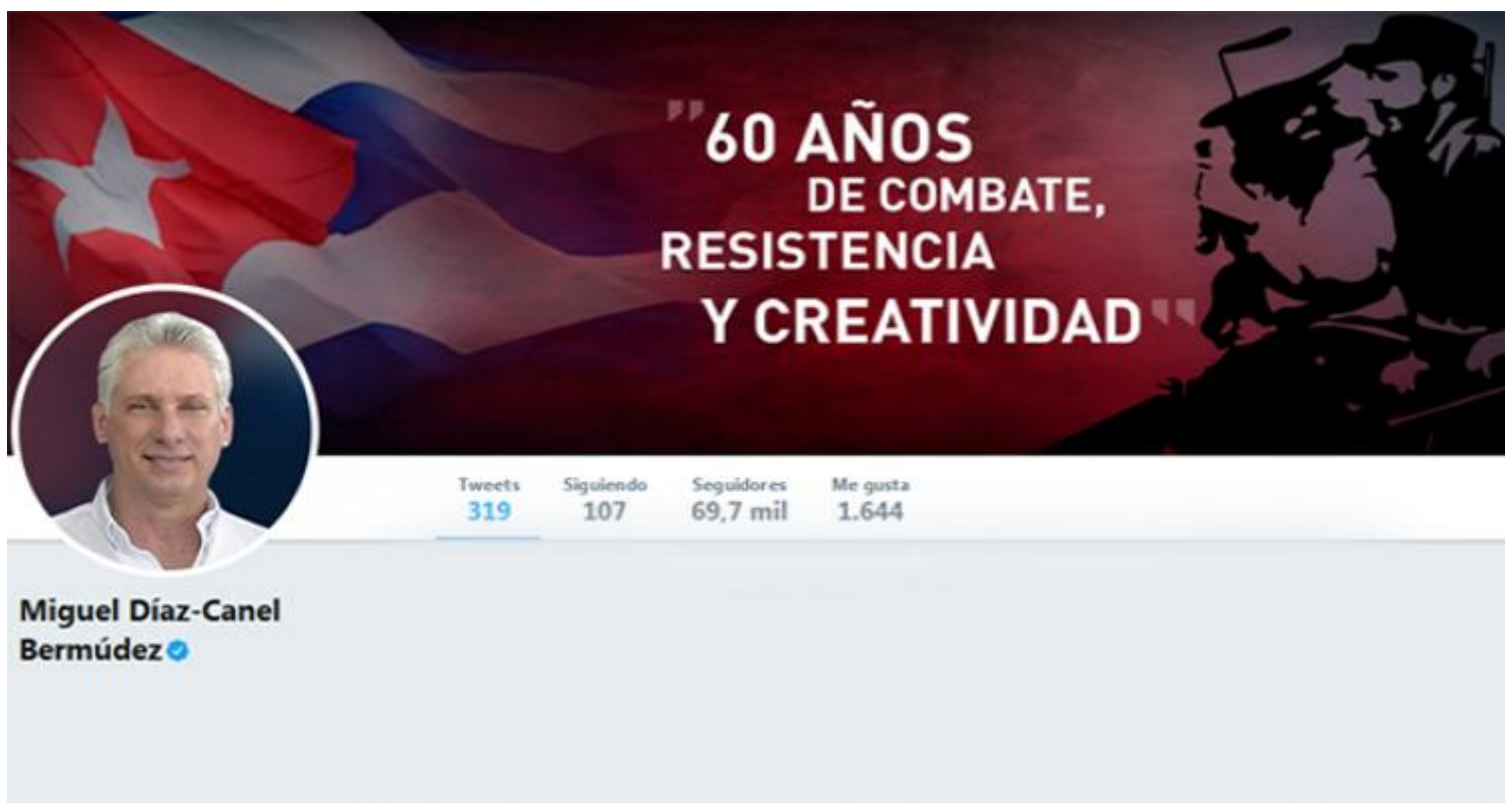 "60 AÑOS
DE COMBATE,
RESISTENCIA
Y CREATIVIDAD"
Tweets Siguiendo Seguidores Me gusta
319 107 69,7 mil 1.644
Miguel Díaz-Canel
Bermúdez